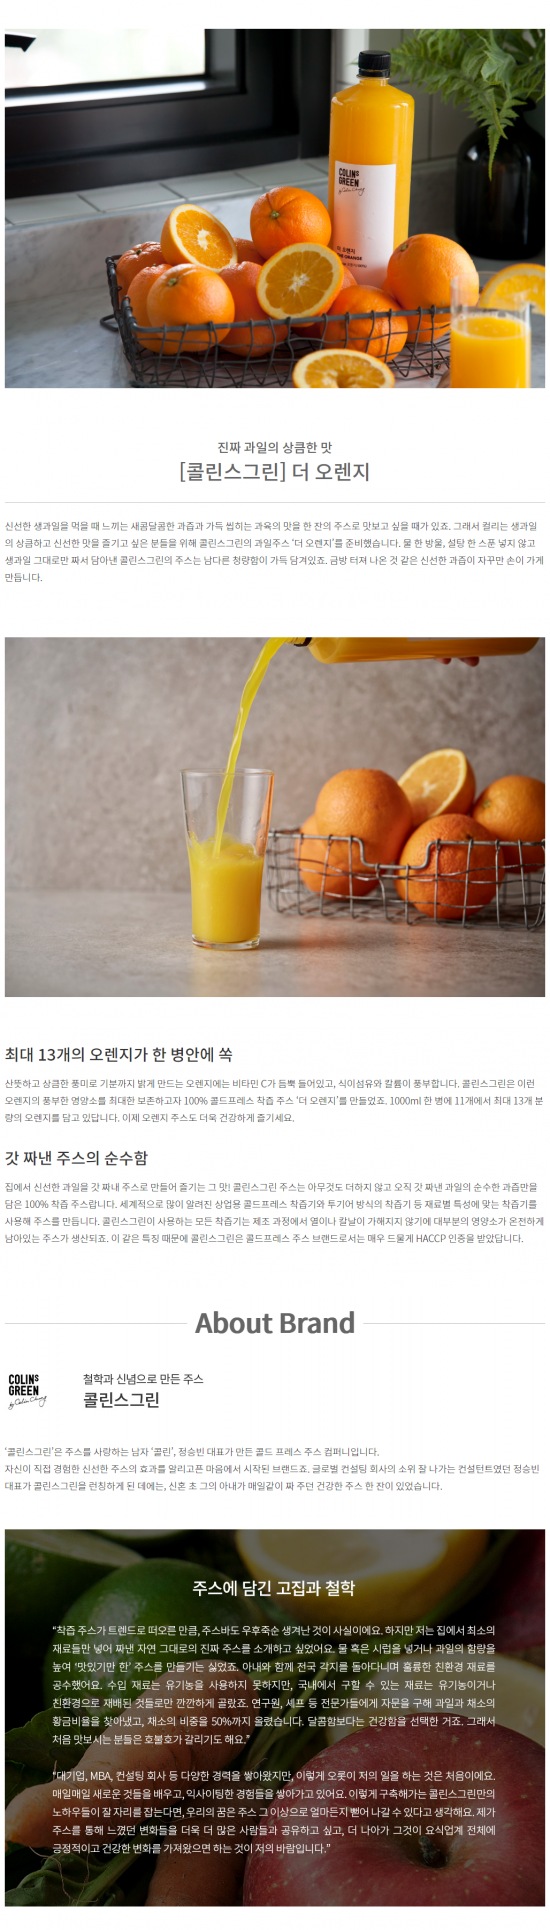 COLINS
GREEN
by Colin Chung
더 오렌지
진짜 과일의 상큼한 맛
[콜린스그린] 더 오렌지
신선한 생과일을 먹을 때 느끼는 새콤달콤한 과즙과 가득 씹히는 과육의 맛을 한 잔의 주스로 맛보고 싶을 때가 있죠. 그래서 컬리는 생과일
의 상큼하고 신선한 맛을 즐기고 싶은 분들을 위해 콜린스그린의 과일주스 ‘더 오렌지’를 준비했습니다. 물 한 방울, 설탕 한 스푼 넣지 않고
생과일 그대로만 짜서 담아낸 콜린스그린의 주스는 남다른 청량함이 가득 담겨있죠. 금방 터져 나온 것 같은 신선한 과즙이 자꾸만 손이 가게
만듭니다.
최대 13개의 오렌지가 한 병안에 쏙
산뜻하고 상큼한 풍미로 기분까지 밝게 만드는 오렌지에는 비타민 C가 듬뿍 들어있고, 식이섬유와 칼륨이 풍부합니다. 콜린스그린은 이런
오렌지의 풍부한 영양소를 최대한 보존하고자 100% 콜드프레스 착즙 주스 ‘더 오렌지’를 만들었죠. 1000ml 한 병에 11개에서 최대 13개 분
량의 오렌지를 담고 있답니다. 이제 오렌지 주스도 더욱 건강하게 즐기세요.
갓 짜낸 주스의 순수함
집에서 신선한 과일을 갓 짜내 주스로 만들어 즐기는 그 맛! 콜린스그린 주스는 아무것도 더하지 않고 오직 갓 짜낸 과일의 순수한 과즙만을
담은 100% 착즙 주스랍니다. 세계적으로 많이 알려진 상업용 콜드프레스 착즙기와 투기어 방식의 착즙기 등 재료별 특성에 맞는 착즙기를
사용해 주스를 만듭니다. 콜린스그린이 사용하는 모든 착즙기는 제조 과정에서 열이나 칼날이 가해지지 않기에 대부분의 영양소가 온전하게
남아있는 주스가 생산되죠. 이 같은 특징 때문에 콜린스그린은 콜드프레스 주스 브랜드로서는 매우 드물게 HACCP 인증을 받았답니다.
About Brand
COLINS
GREEN
by Colin Chung
철학과 신념으로 만든 주스
콜린스그린
‘콜린스그린’은 주스를 사랑하는 남자 ‘콜린’, 정승빈 대표가 만든 콜드 프레스 주스 컴퍼니입니다.
자신이 직접 경험한 신선한 주스의 효과를 알리고픈 마음에서 시작된 브랜드죠. 글로벌 컨설팅 회사의 소위 잘 나가는 컨설턴트였던 정승빈
대표가 콜린스그린을 런칭하게 된 데에는, 신혼 초 그의 아내가 매일같이 짜 주던 건강한 주스 한 잔이 있었습니다.
주스에 담긴 고집과 철학
“착즙 주스가 트렌드로 떠오른 만큼, 주스바도 우후죽순 생겨난 것이 사실이에요. 하지만 저는 집에서 최소의
재료들만 넣어 짜낸 자연 그대로의 진짜 주스를 소개하고 싶었어요. 물 혹은 시럽을 넣거나 과일의 함량을
높여 ‘맛있기만 한’ 주스를 만들기는 싫었죠. 아내와 함께 전국 각지를 돌아다니며 훌륭한 친환경 재료를
공수했어요. 수입 재료는 유기농을 사용하지 못하지만, 국내에서 구할 수 있는 재료는 유기농이거나
친환경으로 재배된 것들로만 깐깐하게 골랐죠. 연구원, 셰프 등 전문가들에게 자문을 구해 과일과 채소의
황금비율을 찾아냈고, 채소의 비중을 50%까지 올렸습니다. 달콤함보다는 건강함을 선택한 거죠. 그래서
처음 맛보시는 분들은 호불호가 갈리기도 해요.”
“대기업, MBA, 컨설팅 회사 등 다양한 경력을 쌓아왔지만, 이렇게 오롯이 저의 일을 하는 것은 처음이에요.
매일매일 새로운 것들을 배우고, 익사이팅한 경험들을 쌓아가고 있어요. 이렇게 구축해가는 콜린스그린만의
노하우들이 잘 자리를 잡는다면, 우리의 꿈은 주스 그 이상으로 얼마든지 뻗어 나갈 수 있다고 생각해요. 제가
주스를 통해 느꼈던 변화들을 더욱 더 많은 사람들과 공유하고 싶고, 더 나아가 그것이 요식업계 전체에
긍정적이고 건강한 변화를 가져왔으면 하는 것이 저의 바람입니다.”